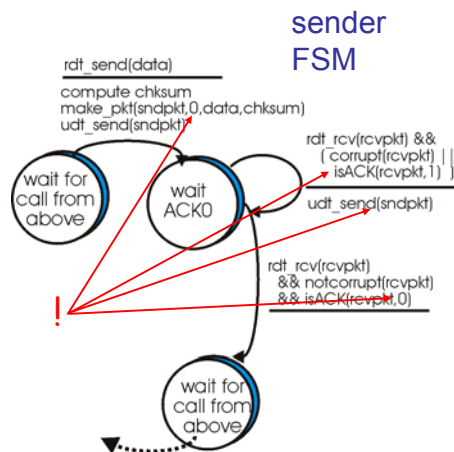 sender
FSM
rdt_send(data)
compute chksum
make_pkt(sndpkt,0,data,chksum)
udt_send(sndpkt)
rdt_rcv(rcvpkt) &&
( corrupt(rcvpkt) ||
isACK(rcvpkt,1) )
udt_send(sndpkt)
wait for
call from
above
wait
ACK0
rdt_rcv(rcvpkt)
&& notcorrupt(rcvpkt)
&& isACK(rcvpkt,0)
!
wait for
call from
above